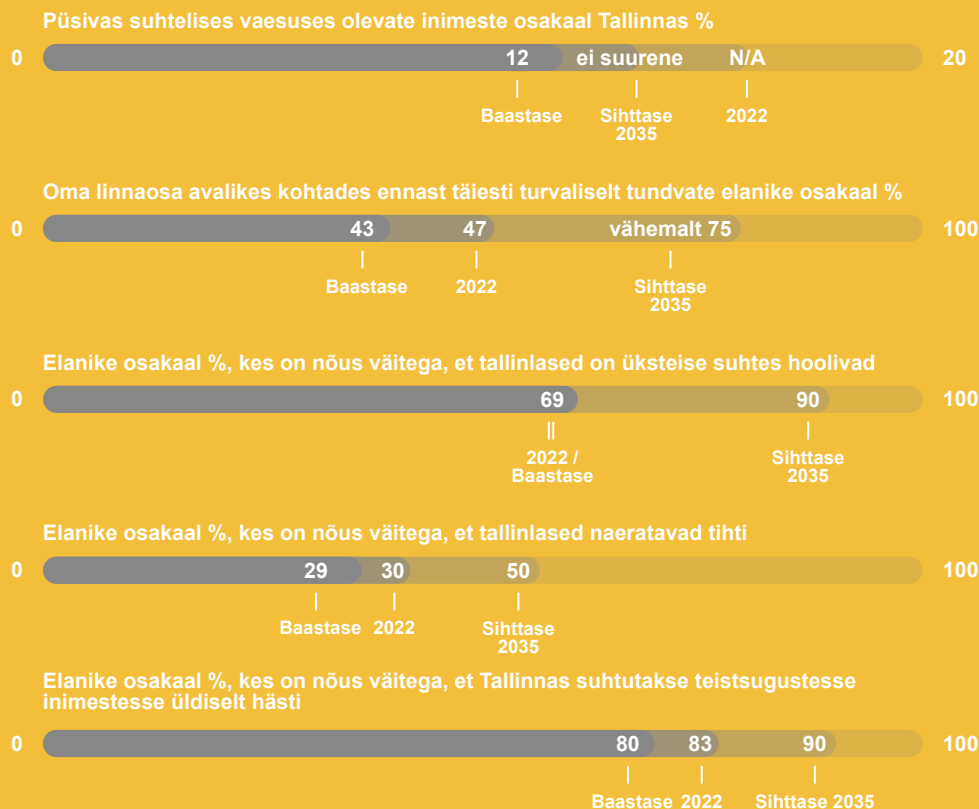 Püsivas suhtelises vaesuses olevate inimeste osakaal Tallinnas %
0 12 ei suurene N/A 20
Baastase Sihttase 2035 2022
Oma linnaosa avalikes kohtades ennast täiesti turvaliselt tundvate elanike osakaal %
0 43 47 vähemalt 75 100
Baastase 2022 Sihttase 2035
Elanike osakaal %, kes on nõus väitega, et tallinlased on üksteise suhtes hoolivad
0 69 90 100
2022 / Baastase Sihttase 2035
Elanike osakaal %, kes on nõus väitega, et tallinlased naeratavad tihti
0 29 30 50 100
Baastase 2022 Sihttase 2035
Elanike osakaal %, kes on nõus väitega, et Tallinnas suhtutakse teistsugustesse
inimestesse üldiselt hästi
0 80 83 90 100
Baastase 2022 Sihttase 2035